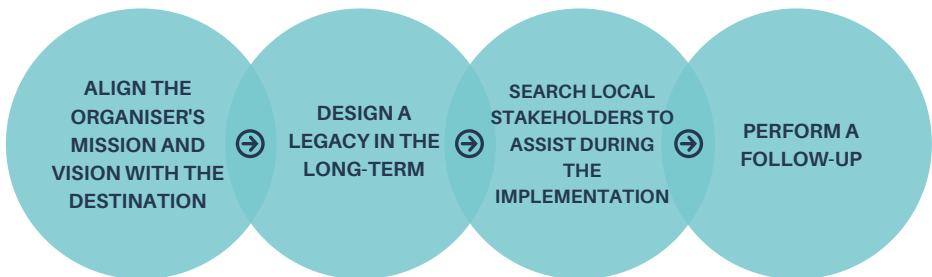 ALIGN THE
ORGANISER'S
MISSION AND
VISION WITH THE
DESTINATION
DESIGN A
LEGACY IN THE
LONG-TERM
SEARCH LOCAL
STAKEHOLDERS TO
ASSIST DURING
THE
IMPLEMENTATION
PERFORM A
FOLLOW-UP